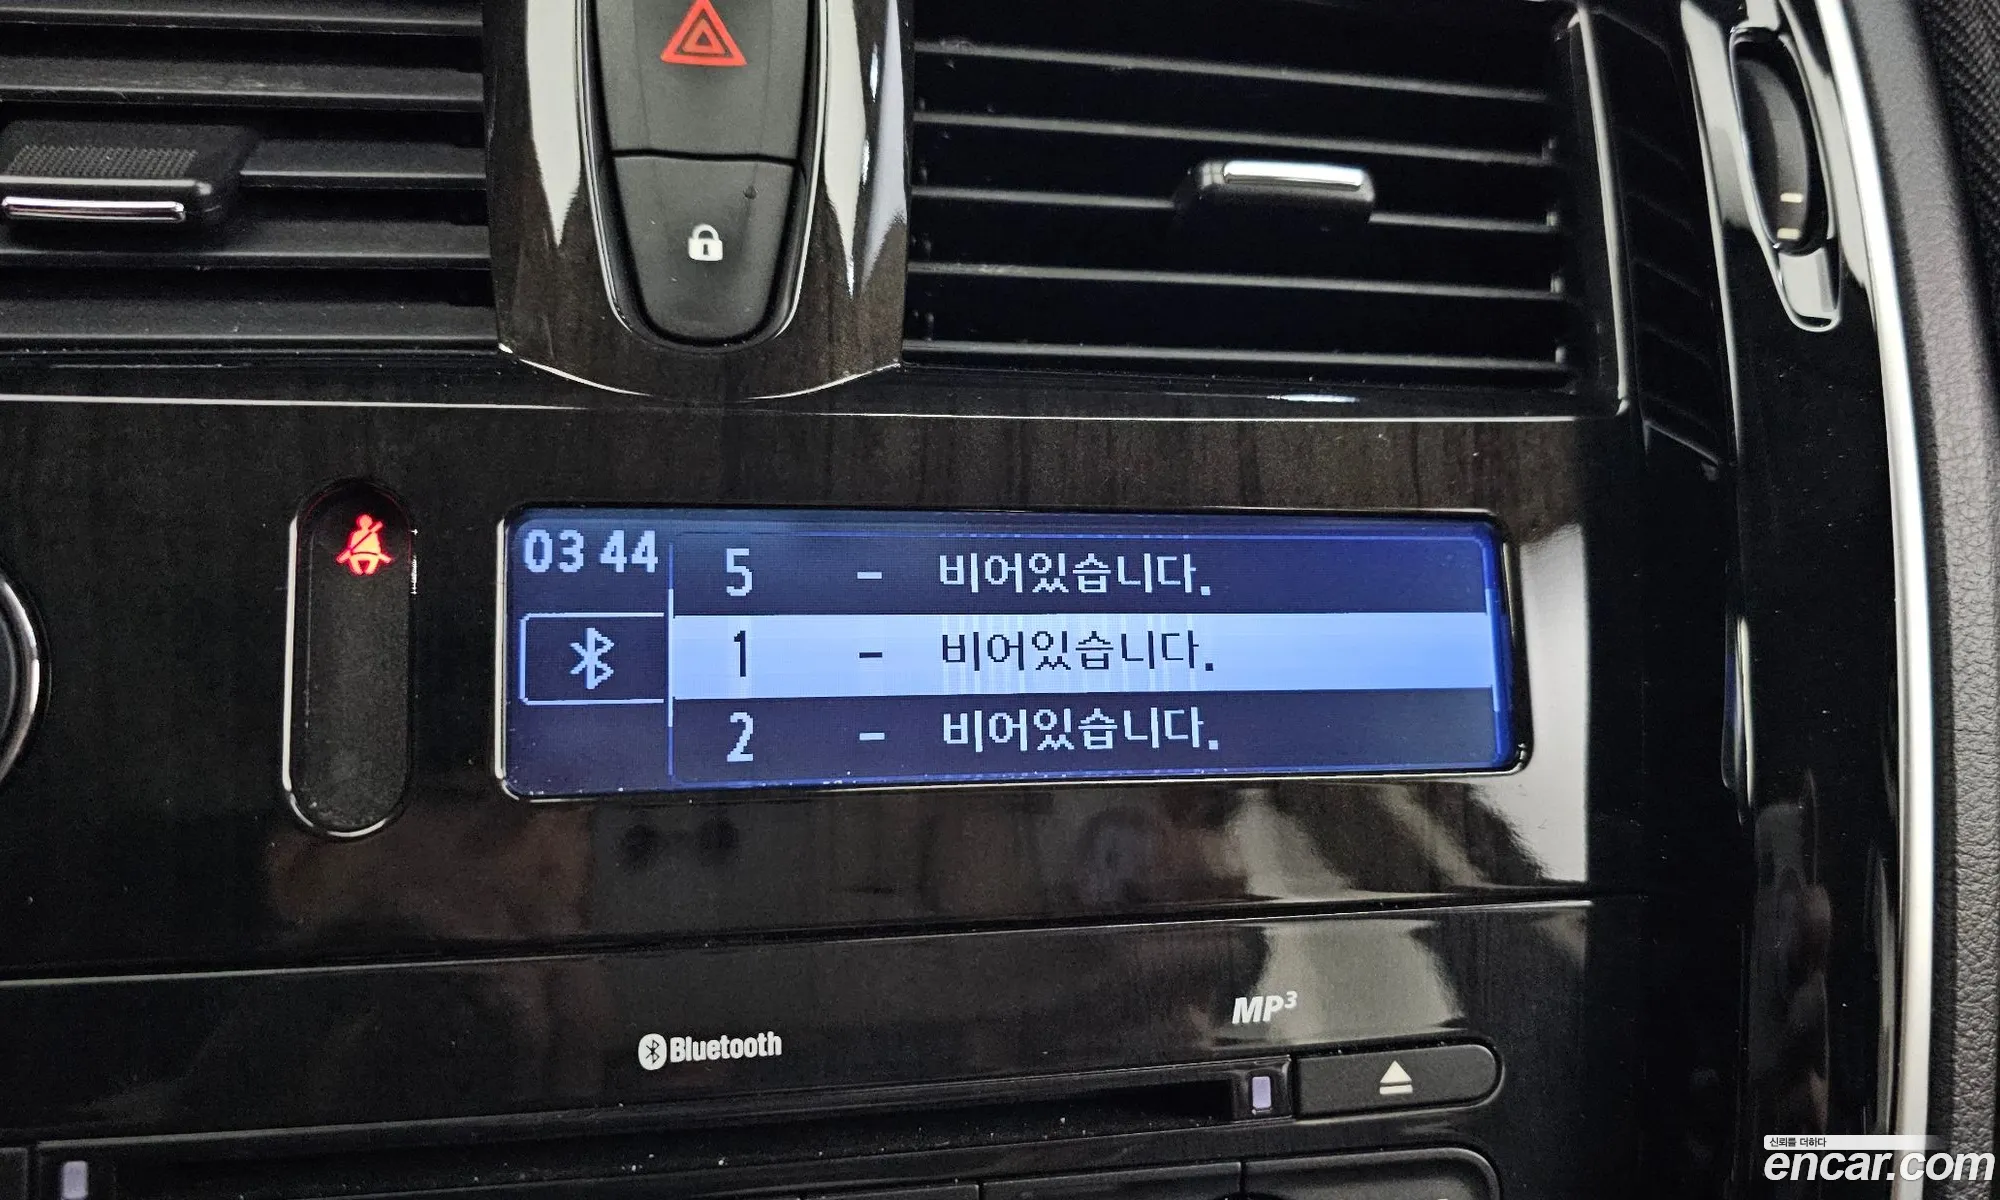 03 44
5 - 비어있습니다.
1 - 비어있습니다.
2 - 비어있습니다.
Bluetooth
MP3
신뢰를 더하다
encar.com